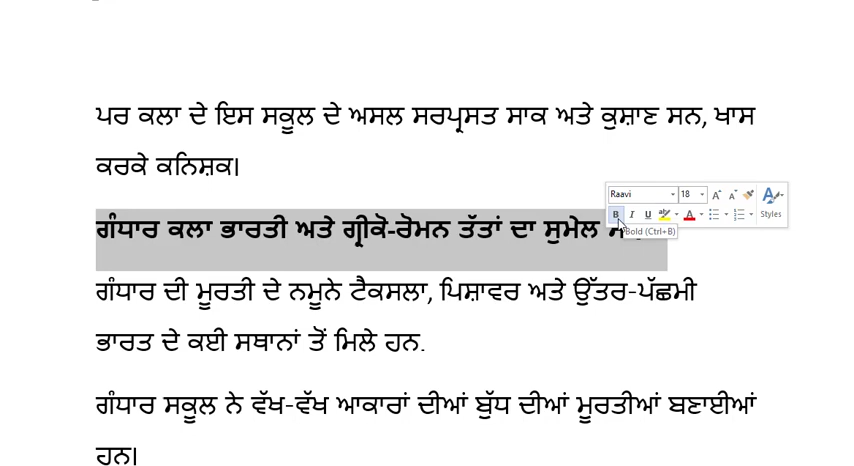 ਪਰ ਕਲਾ ਦੇ ਇਸ ਸਕੂਲ ਦੇ ਅਸਲ ਸਰਪ੍ਰਸਤ ਸਾਕ ਅਤੇ ਕੁਸ਼ਾਣ ਸਨ, ਖਾਸ
ਕਰਕੇ ਕਨਿਸ਼ਕ।
Raavi 18
Styles
ਗੰਧਾਰ ਕਲਾ ਭਾਰਤੀ ਅਤੇ ਗ੍ਰੀਕੋ-ਰੋਮਨ ਤੱਤਾਂ ਦਾ ਸੁਮੇਲ
Bold (Ctrl+B)
ਗੰਧਾਰ ਦੀ ਮੂਰਤੀ ਦੇ ਨਮੂਨੇ ਟੈਕਸਲਾ, ਪਿਸ਼ਾਵਰ ਅਤੇ ਉੱਤਰ-ਪੱਛਮੀ
ਭਾਰਤ ਦੇ ਕਈ ਸਥਾਨਾਂ ਤੋਂ ਮਿਲੇ ਹਨ.
ਗੰਧਾਰ ਸਕੂਲ ਨੇ ਵੱਖ-ਵੱਖ ਆਕਾਰਾਂ ਦੀਆਂ ਬੁੱਧ ਦੀਆਂ ਮੂਰਤੀਆਂ ਬਣਾਈਆਂ
ਹਨ।